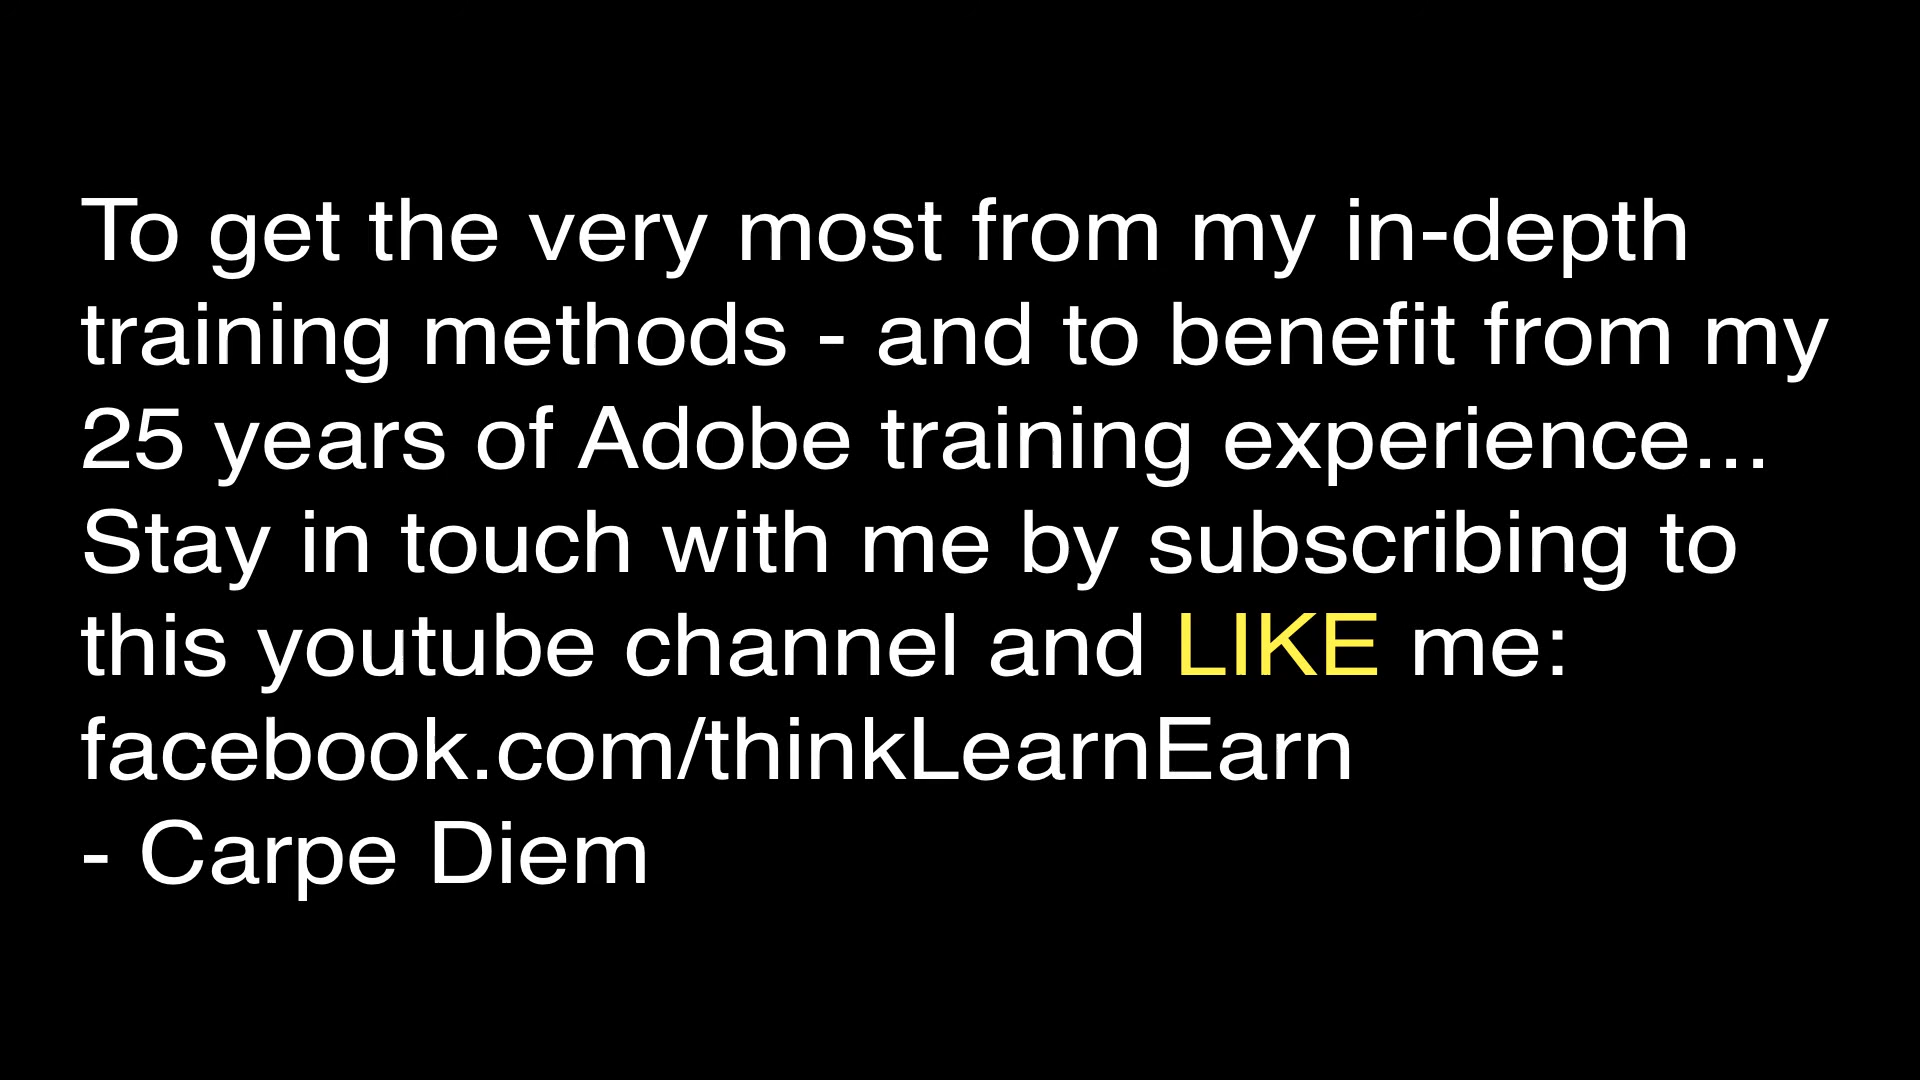 To get the very most from my in-depth
training methods - and to benefit from my
25 years of Adobe training experience...
Stay in touch with me by subscribing to
this youtube channel and LIKE me:
facebook.com/thinkLearnEarn
- Carpe Diem